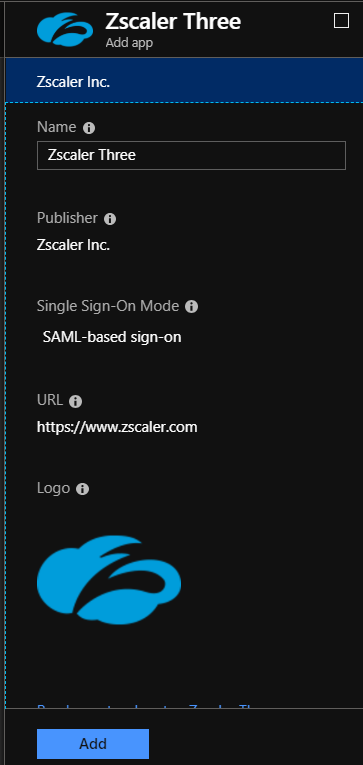 Zscaler Three
Add app
Zscaler Inc.
Name
Zscaler Three
Publisher
Zscaler Inc.
Single Sign-On Mode
SAML-based sign-on
URL
https://www.zscaler.com
Logo
Add